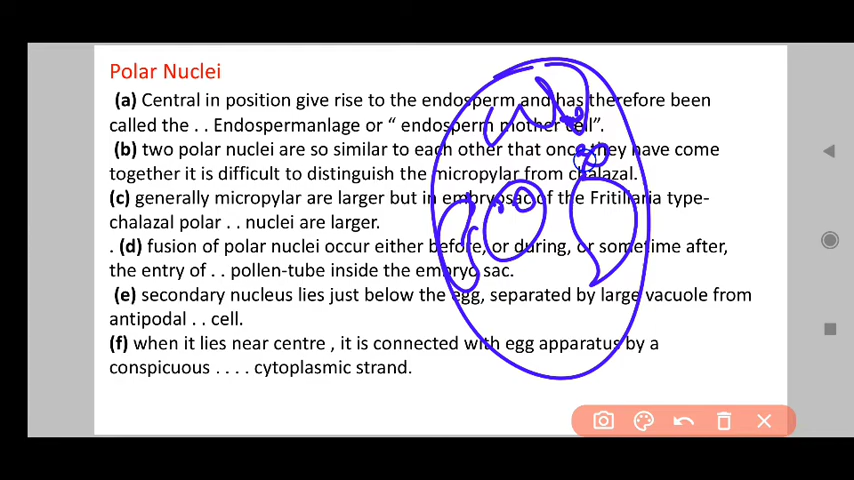 Polar Nuclei
(a) Central in position give rise to the endosperm and has therefore been
called the . . Endospermanlage or “ endosperm mother cell”.
(b) two polar nuclei are so similar to each other that once they have come
together it is difficult to distinguish the micropylar from chalazal.
(c) generally micropylar are larger but in embryosac of the Fritillaria type-
chalazal polar . . nuclei are larger.
. (d) fusion of polar nuclei occur either before, or during, or sometime after,
the entry of . . pollen-tube inside the embryo sac.
(e) secondary nucleus lies just below the egg, separated by large vacuole from
antipodal . . cell.
(f) when it lies near centre , it is connected with egg apparatus by a
conspicuous . . . . cytoplasmic strand.